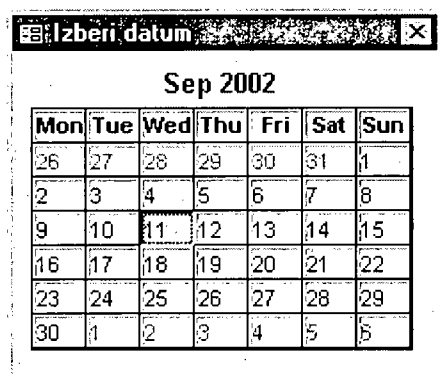 Izberi datum
Sep 2002
Mon Tue Wed Thu Fri Sat Sun
26 27 28 29 30 31 1
2 3 4 5 6 7 8
9 10 11 12 13 14 15
16 17 18 19 20 21 22
23 24 25 26 27 28 29
30 1 2 3 4 5 6